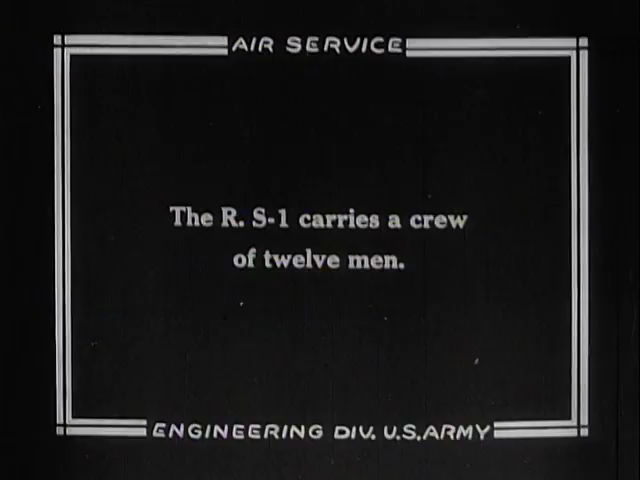 AIR SERVICE
The R. S-1 carries a crew
of twelve men.
ENGINEERING DIV. U.S. ARMY